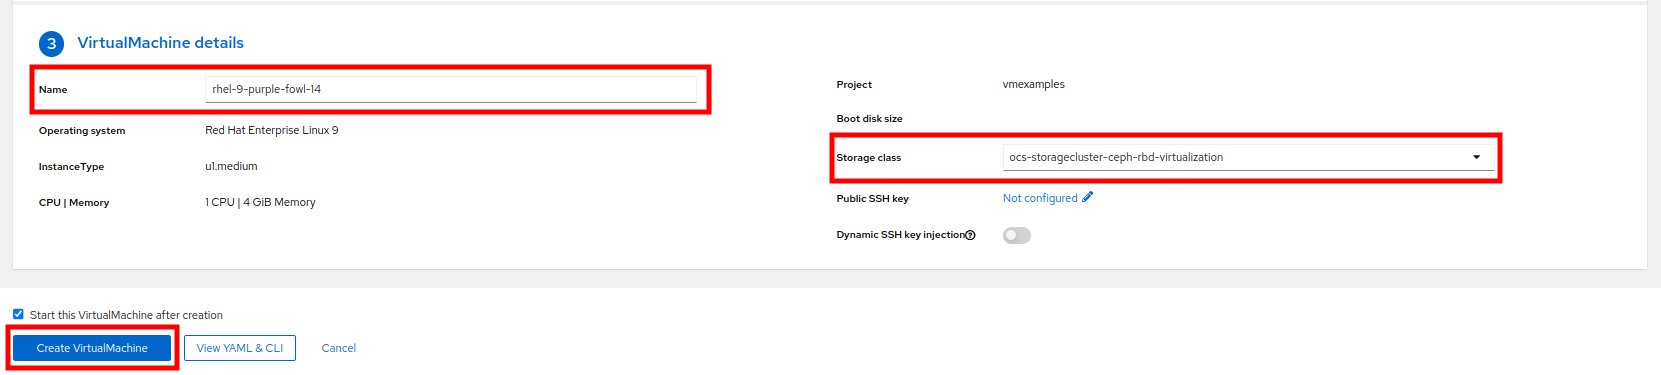 3 VirtualMachine details
Name rhel-9-purple-fowl-14
Operating system Red Hat Enterprise Linux 9
InstanceType u1.medium
CPU | Memory 1 CPU | 4 GiB Memory
Project vmexamples
Boot disk size
Storage class ocs-storagecluster-ceph-rbd-virtualization
Public SSH key Not configured
Dynamic SSH key injection
Start this VirtualMachine after creation
Create VirtualMachine View YAML & CLI Cancel